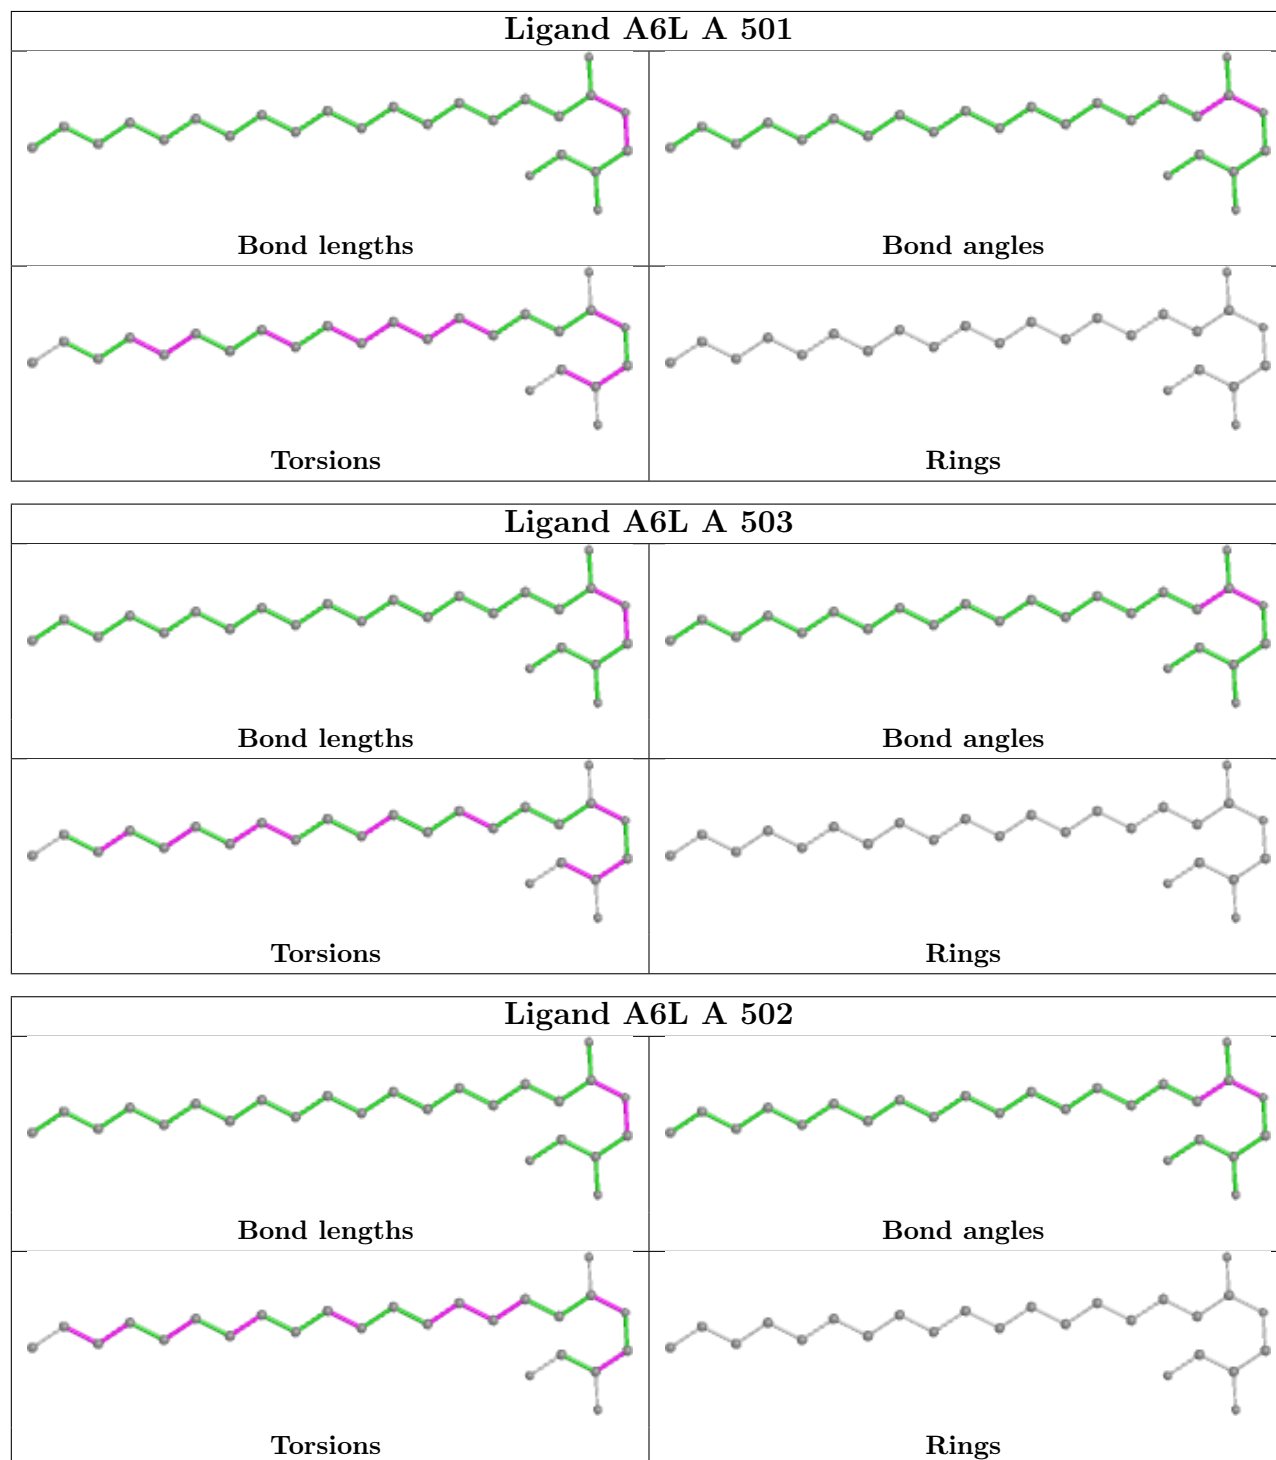 Ligand A6L A 501
Bond lengths
Bond angles
Torsions
Rings
Ligand A6L A 503
Bond lengths
Bond angles
Torsions
Rings
Ligand A6L A 502
Bond lengths
Bond angles
Torsions
Rings